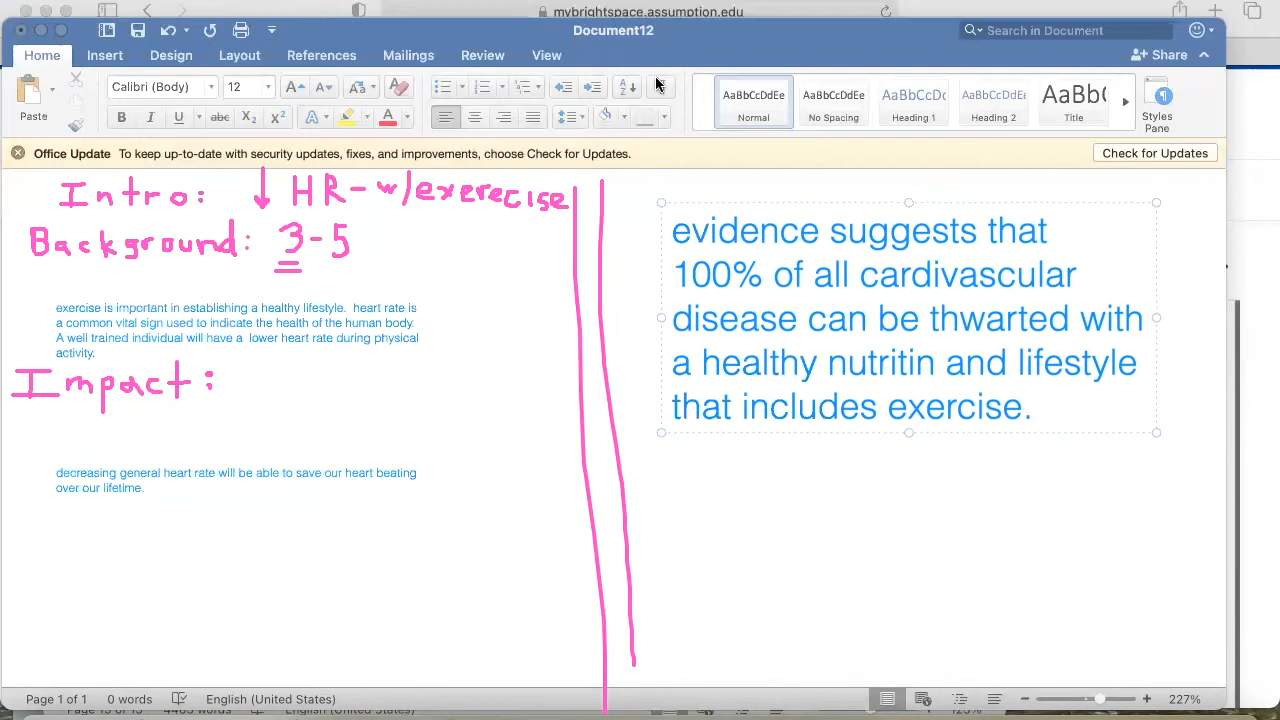 mybrightspace.assumption.edu
Document12
Search in Document
Home Insert Design Layout References Mailings Review View
Share
Paste
Calibri (Body) 12
AaBbCcDdEe AaBbCcDdEe AaBbCcDc AaBbCcDdEe AaBbC
Normal No Spacing Heading 1 Heading 2 Title
Styles Pane
Office Update To keep up-to-date with security updates, fixes, and improvements, choose Check for Updates.
Check for Updates
Intro: ↓ HR- w/exerecise
Background: 3-5
exercise is important in establishing a healthy lifestyle. heart rate is
a common vital sign used to indicate the health of the human body.
A well trained individual will have a lower heart rate during physical
activity.
Impact:
decreasing general heart rate will be able to save our heart beating
over our lifetime.
evidence suggests that
100% of all cardivascular
disease can be thwarted with
a healthy nutritin and lifestyle
that includes exercise.
Page 1 of 1 0 words English (United States)
227%